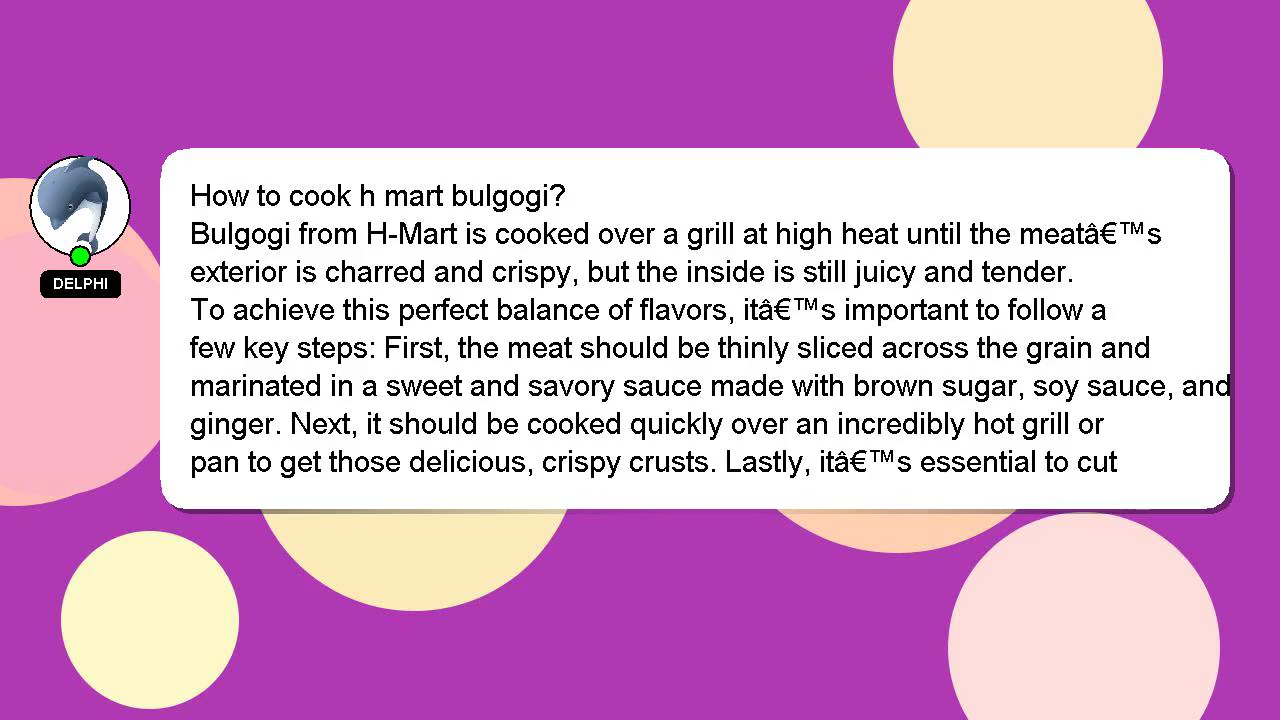 How to cook h mart bulgogi?
Bulgogi from H-Mart is cooked over a grill at high heat until the meatâ€™s
exterior is charred and crispy, but the inside is still juicy and tender.
To achieve this perfect balance of flavors, itâ€™s important to follow a
few key steps: First, the meat should be thinly sliced across the grain and
marinated in a sweet and savory sauce made with brown sugar, soy sauce, and
ginger. Next, it should be cooked quickly over an incredibly hot grill or
pan to get those delicious, crispy crusts. Lastly, itâ€™s essential to cut
DELPHI